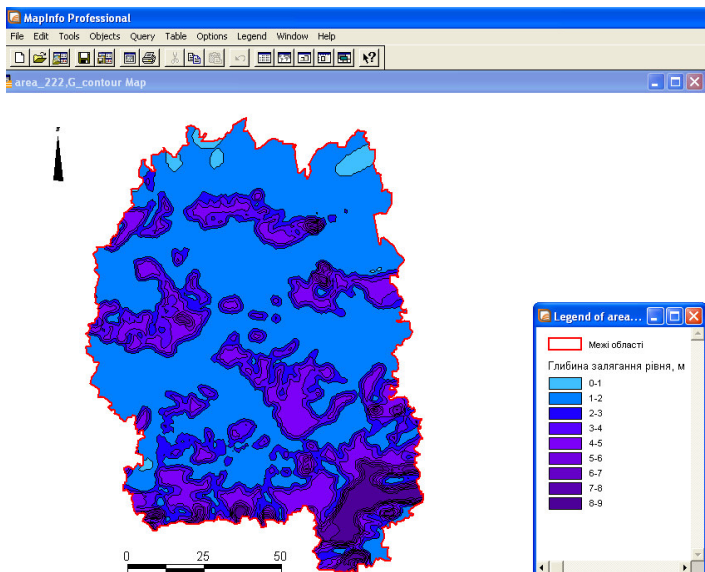 MapInfo Professional
File Edit Tools Objects Query Table Options Legend Window Help
area_222,G_contour Map
Legend of area...
Межі області
Глибина залягання рівня, м
0-1
1-2
2-3
3-4
4-5
5-6
6-7
7-8
8-9
0 25 50